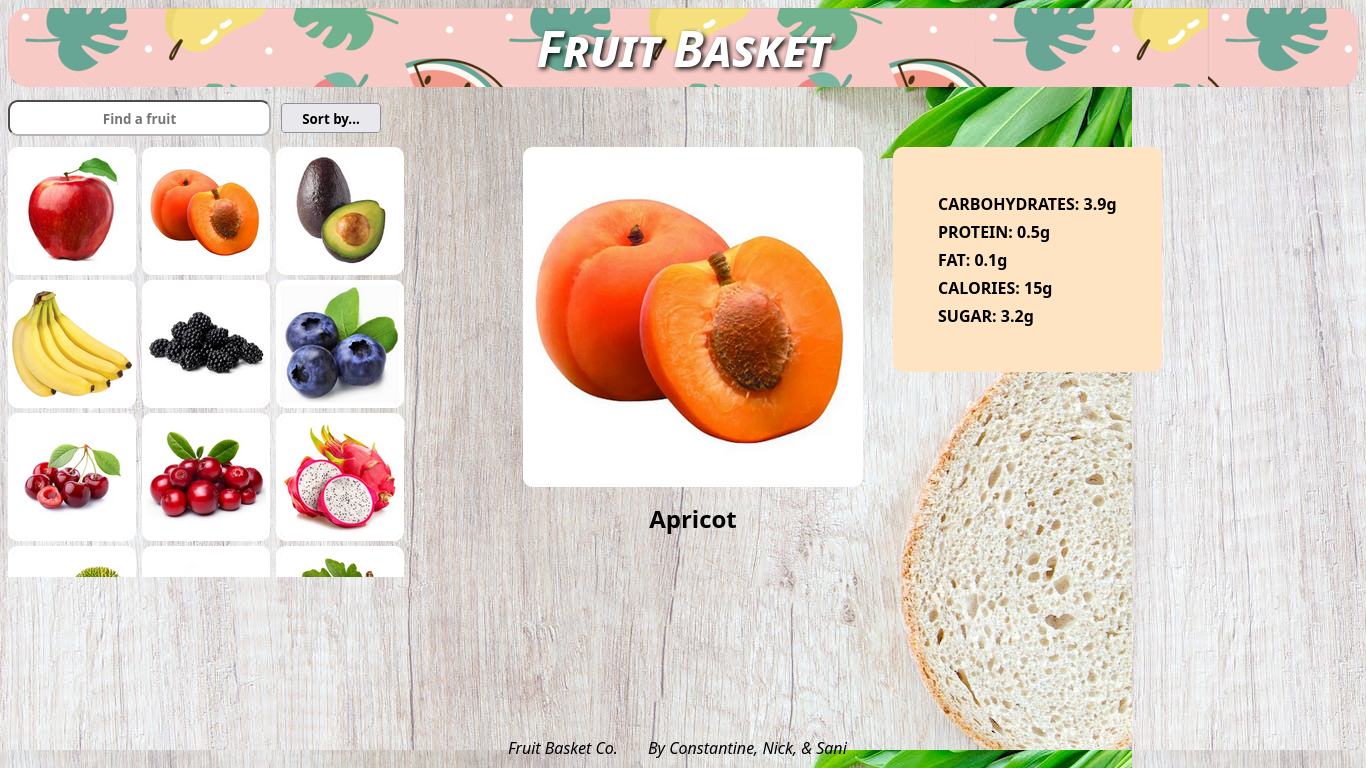 Fruit Basket
Find a fruit
Sort by...
CARBOHYDRATES: 3.9g
PROTEIN: 0.5g
FAT: 0.1g
CALORIES: 15g
SUGAR: 3.2g
Apricot
Fruit Basket Co. By Constantine, Nick, & Sani